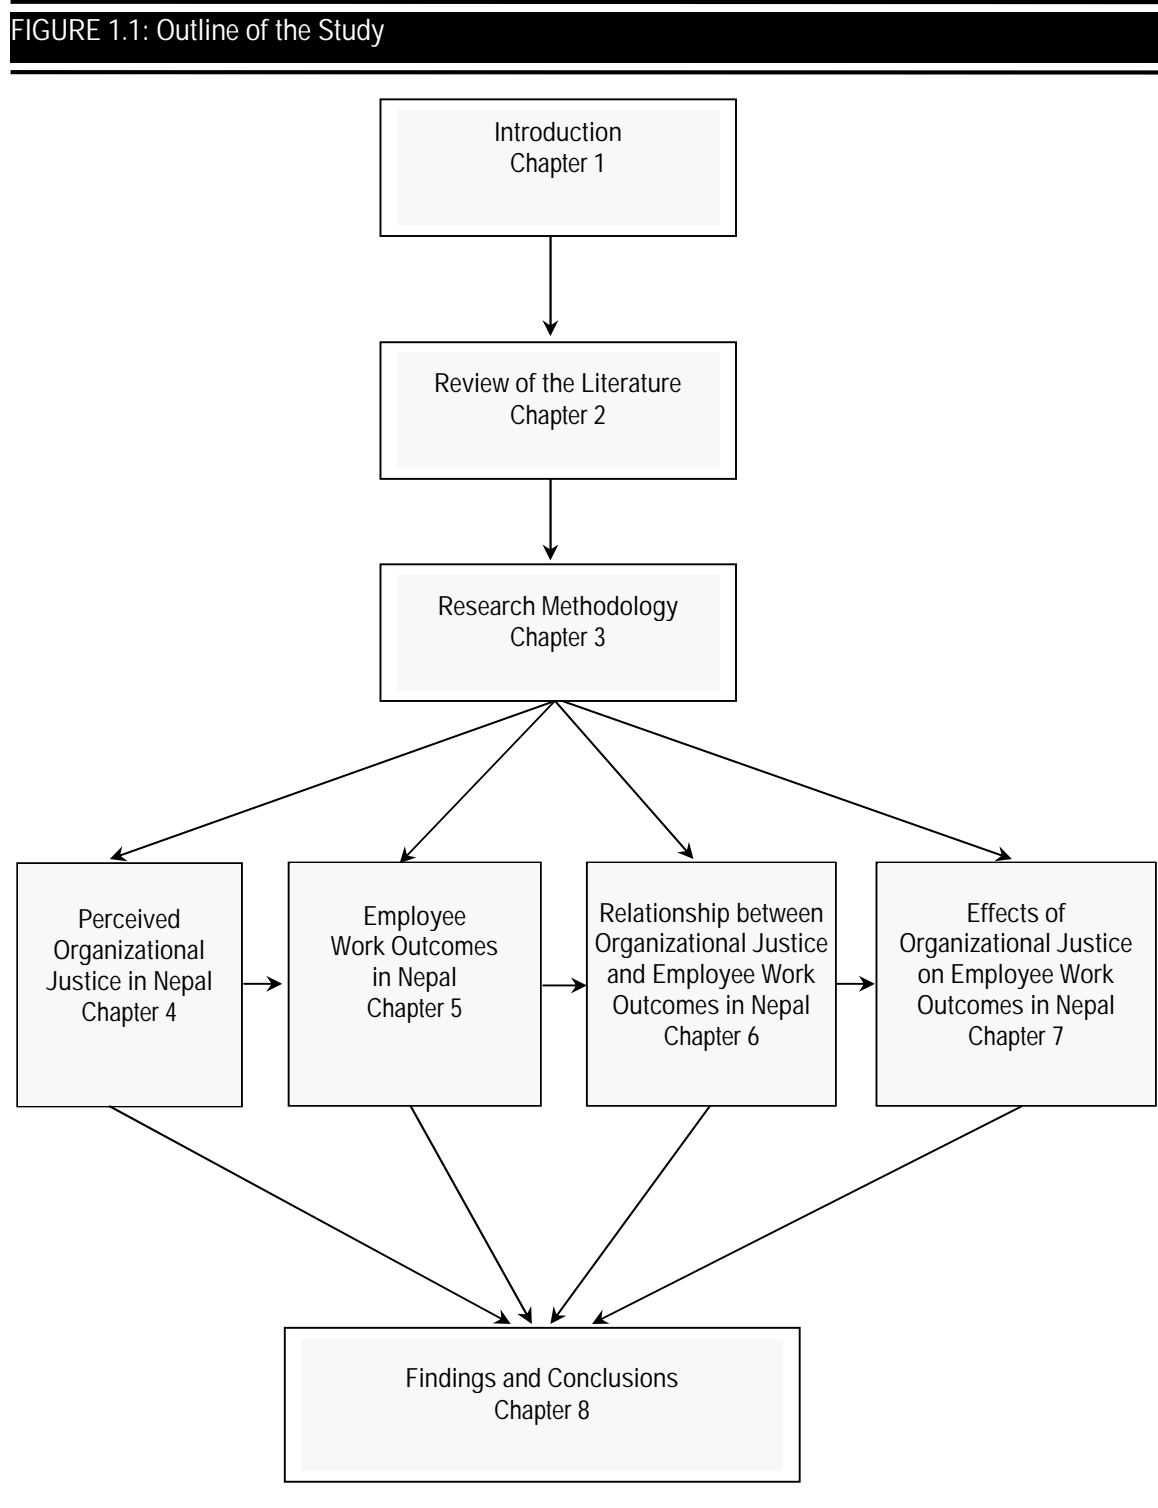 FIGURE 1.1: Outline of the Study
Introduction
Chapter 1
Review of the Literature
Chapter 2
Research Methodology
Chapter 3
Perceived
Organizational
Justice in Nepal
Chapter 4
Employee
Work Outcomes
in Nepal
Chapter 5
Relationship between
Organizational Justice
and Employee Work
Outcomes in Nepal
Chapter 6
Effects of
Organizational Justice
on Employee Work
Outcomes in Nepal
Chapter 7
Findings and Conclusions
Chapter 8